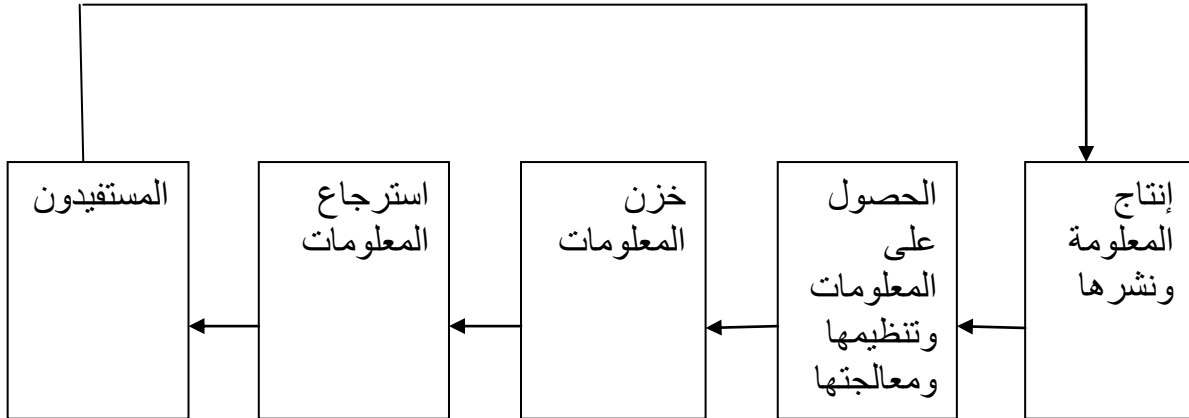 إنتاج
المعلومة
ونشرها
الحصول
على
المعلومات
وتنظيمها
ومعالجتها
خزن
المعلومات
استرجاع
المعلومات
المستفيدون